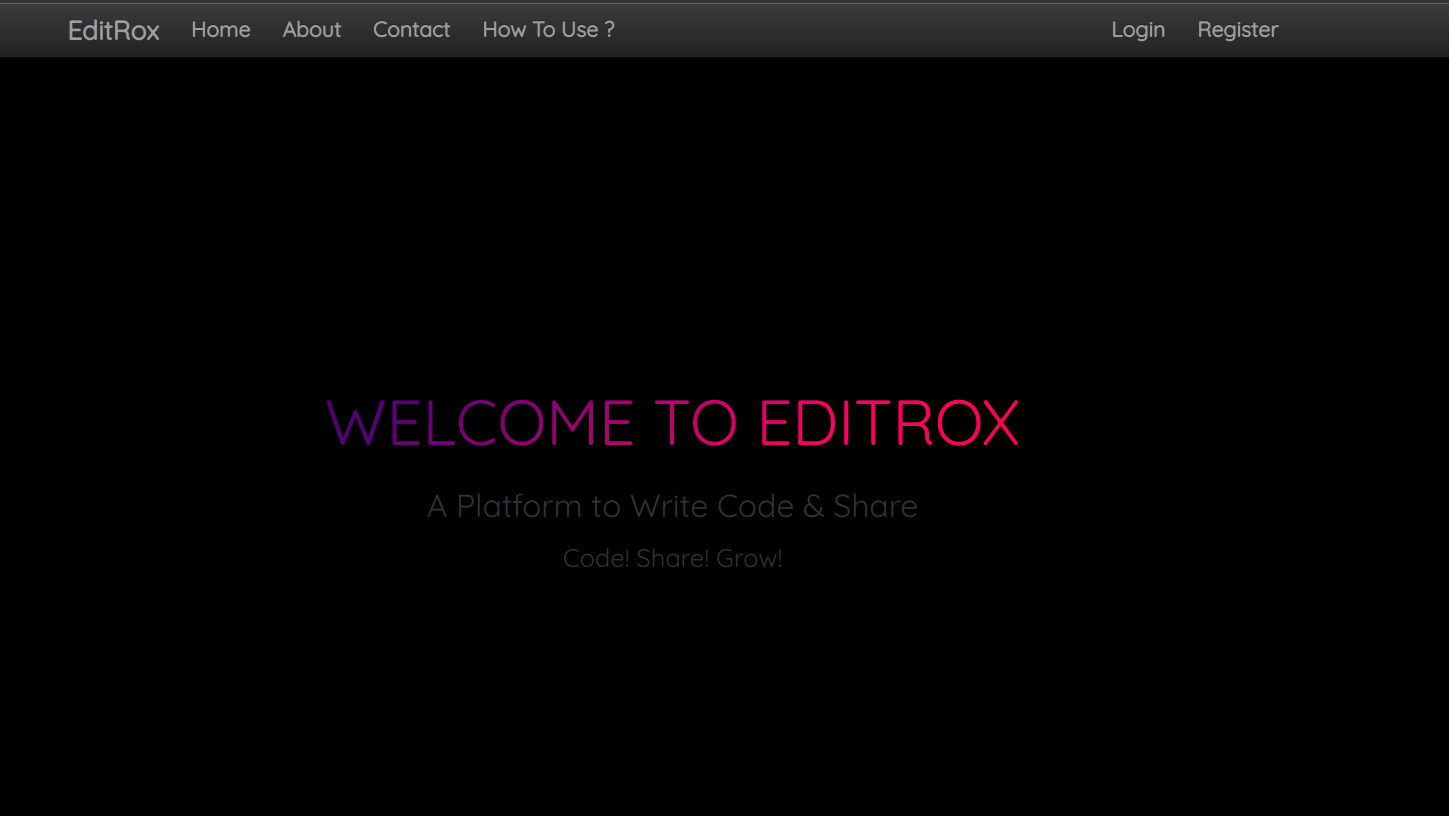 EditRox Home About Contact How To Use ? Login Register
WELCOME TO EDITROX
A Platform to Write Code & Share
Code! Share! Grow!